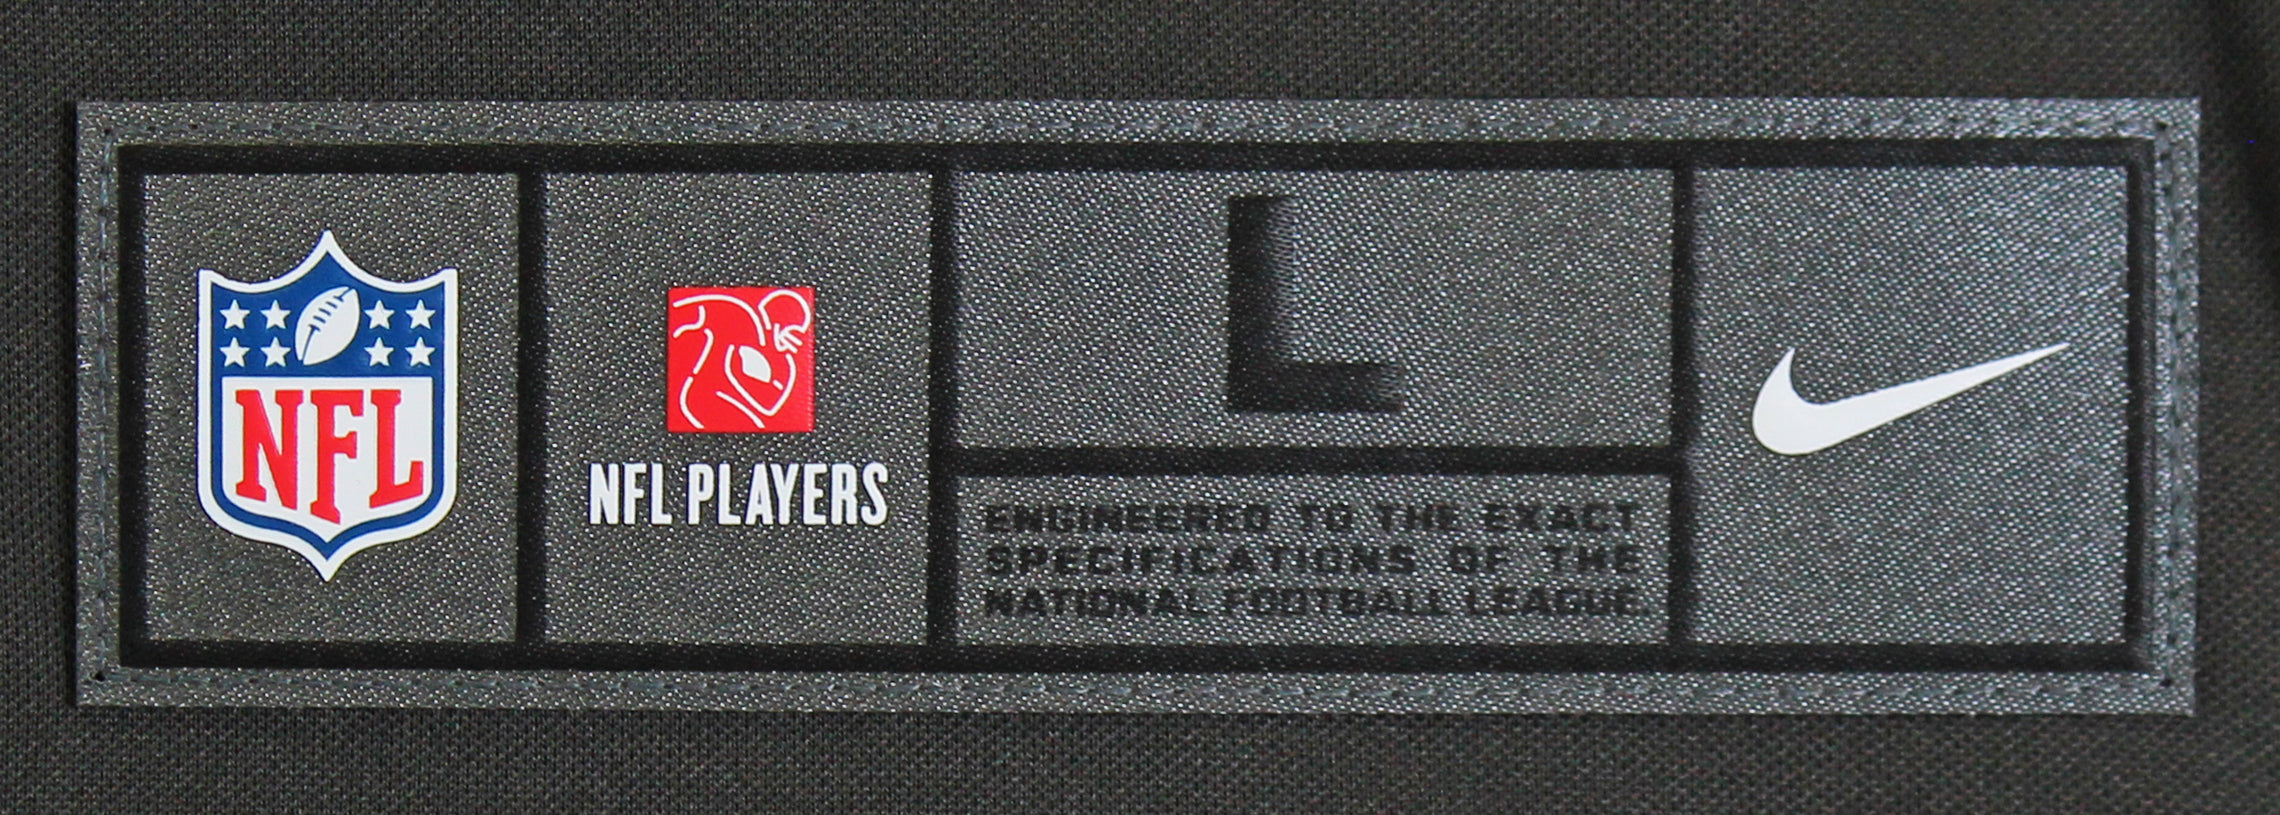 NFL
NFL PLAYERS
L
ENGINEERED TO THE EXACT
SPECIFICATIONS OF THE
NATIONAL FOOTBALL LEAGUE.